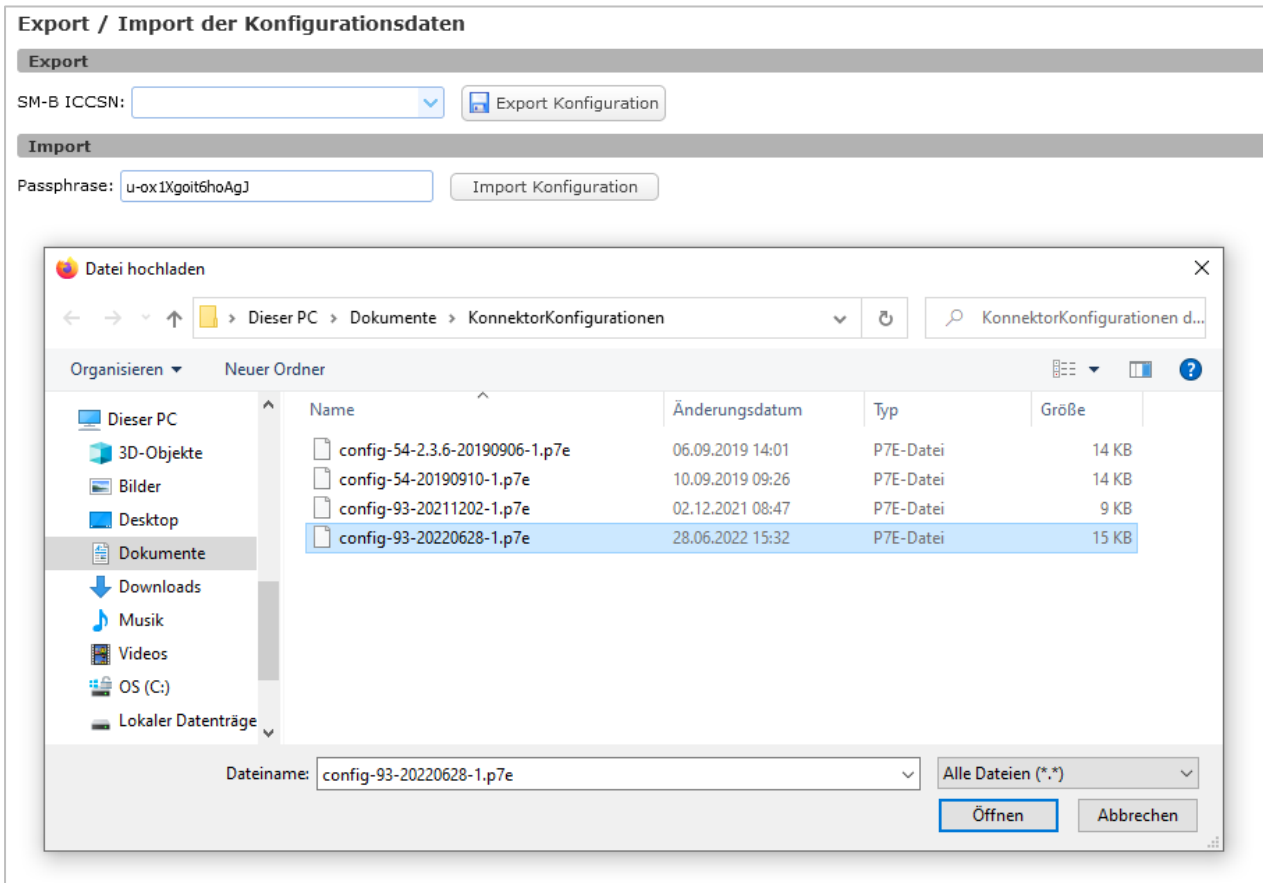 Export / Import der Konfigurationsdaten
Export
SM-B ICCSN: Export Konfiguration
Import
Passphrase: u-ox1Xgoit6hoAgJ Import Konfiguration
Datei hochladen
Dieser PC > Dokumente > KonnektorKonfigurationen KonnektorKonfigurationen d...
Organisieren Neuer Ordner ?
Dieser PC
3D-Objekte
Bilder
Desktop
Dokumente
Downloads
Musik
Videos
OS (C:)
Lokaler Datenträge
Name Änderungsdatum Typ Größe
config-54-2.3.6-20190906-1.p7e 06.09.2019 14:01 P7E-Datei 14 KB
config-54-20190910-1.p7e 10.09.2019 09:26 P7E-Datei 14 KB
config-93-20211202-1.p7e 02.12.2021 08:47 P7E-Datei 9 KB
config-93-20220628-1.p7e 28.06.2022 15:32 P7E-Datei 15 KB
Dateiname: config-93-20220628-1.p7e Alle Dateien (*.*)
Öffnen Abbrechen